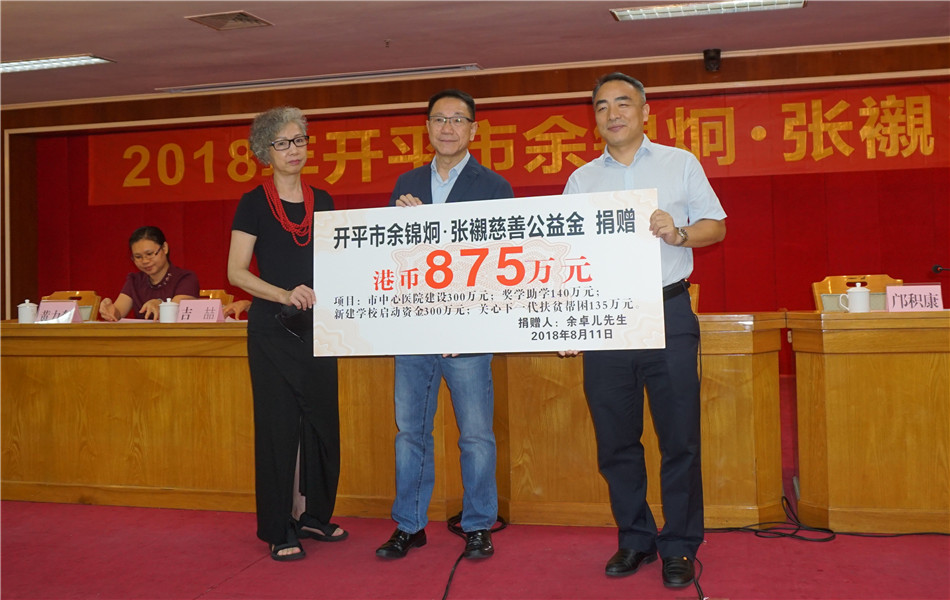 2018年开平市余锦炯·张襯
开平市余锦炯·张襯慈善公益金 捐赠
港币875万元
项目：市中心医院建设300万元；奖学助学140万元；
新建学校启动资金300万元；关心下一代扶贫帮困135万元
捐赠人：余卓儿先生
2018年8月11日
吉 喆
邝积康